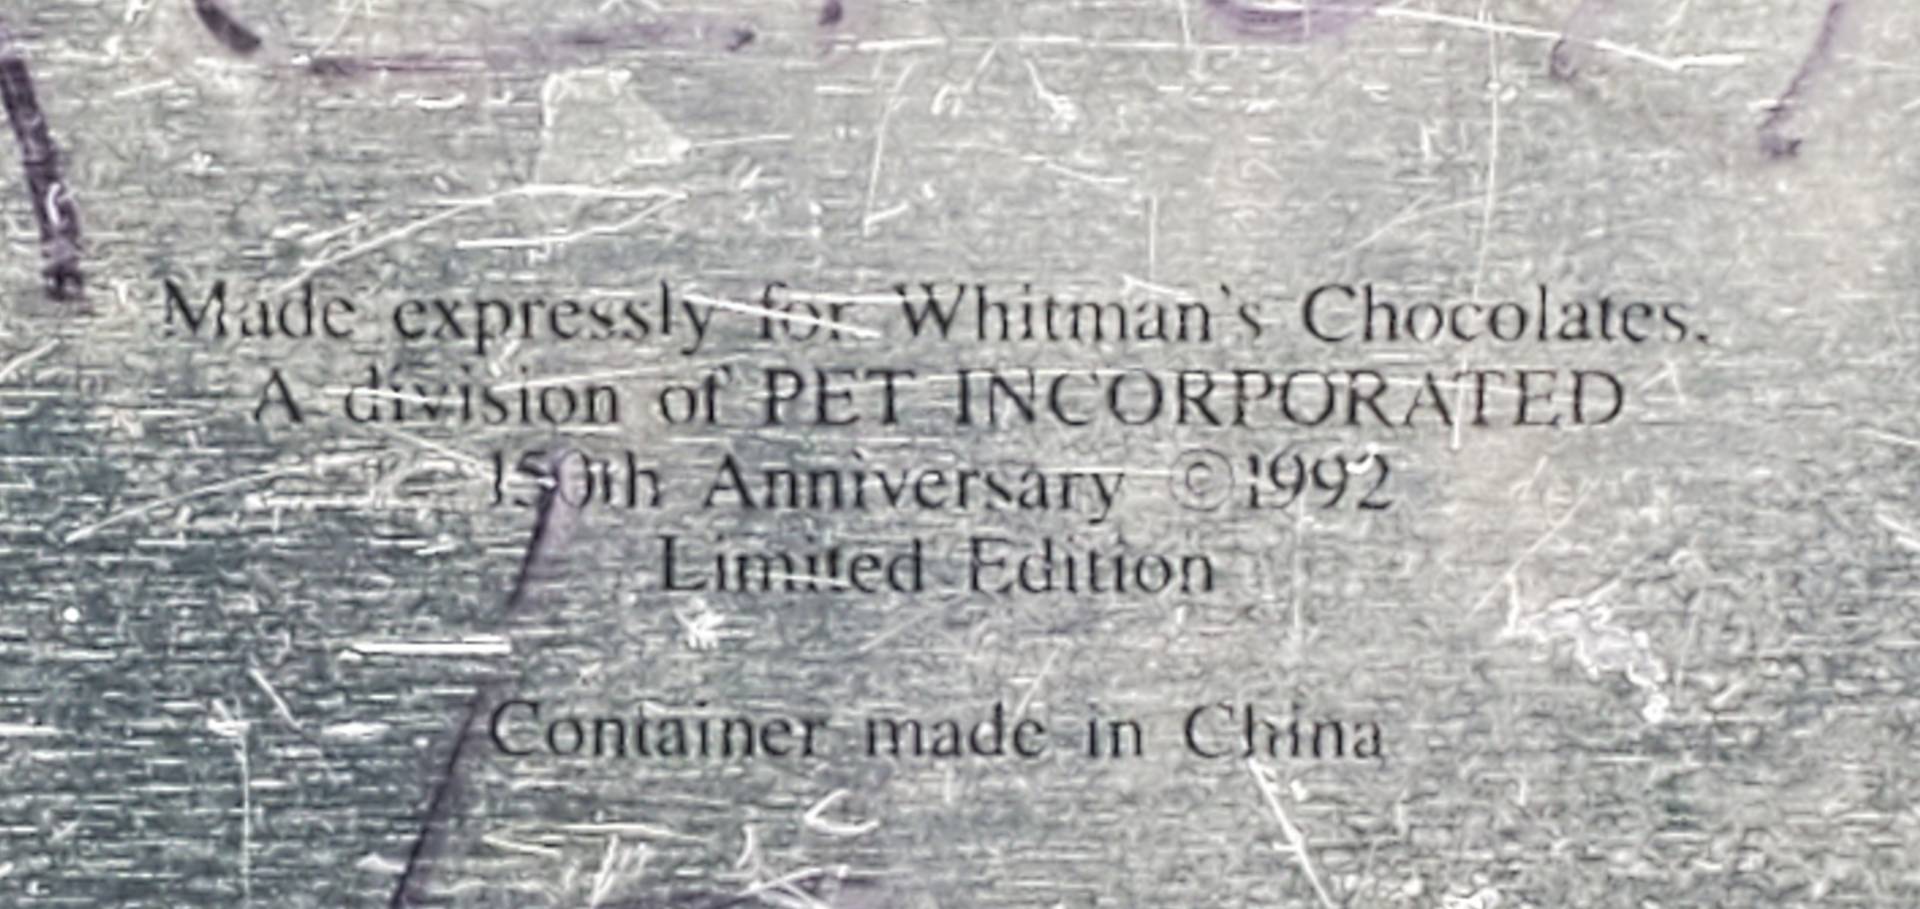 Made expressly for Whitman's Chocolates.
A division of PET INCORPORATED
150th Anniversary ©1992
Limited Edition
Container made in China